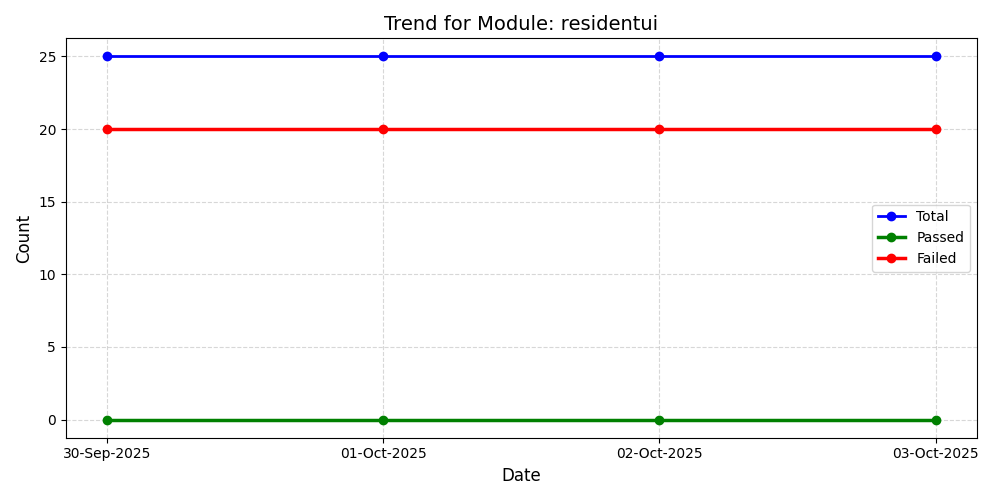 Trend for Module: residentui
Count
25
20
15
10
5
0
Total
Passed
Failed
30-Sep-2025
01-Oct-2025
02-Oct-2025
03-Oct-2025
Date